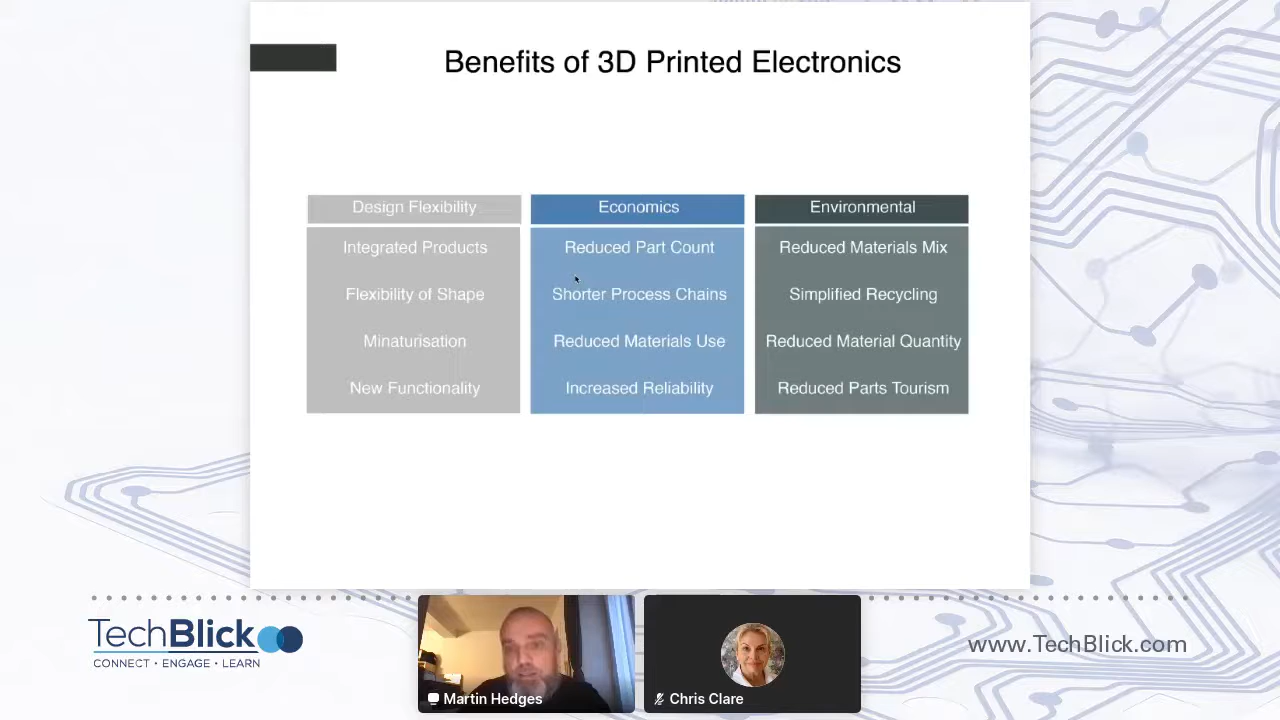 Benefits of 3D Printed Electronics
Design Flexibility
Integrated Products
Flexibility of Shape
Minaturisation
New Functionality
Economics
Reduced Part Count
Shorter Process Chains
Reduced Materials Use
Increased Reliability
Environmental
Reduced Materials Mix
Simplified Recycling
Reduced Material Quantity
Reduced Parts Tourism
TechBlick
CONNECT • ENGAGE • LEARN
Martin Hedges
Chris Clare
www.TechBlick.com